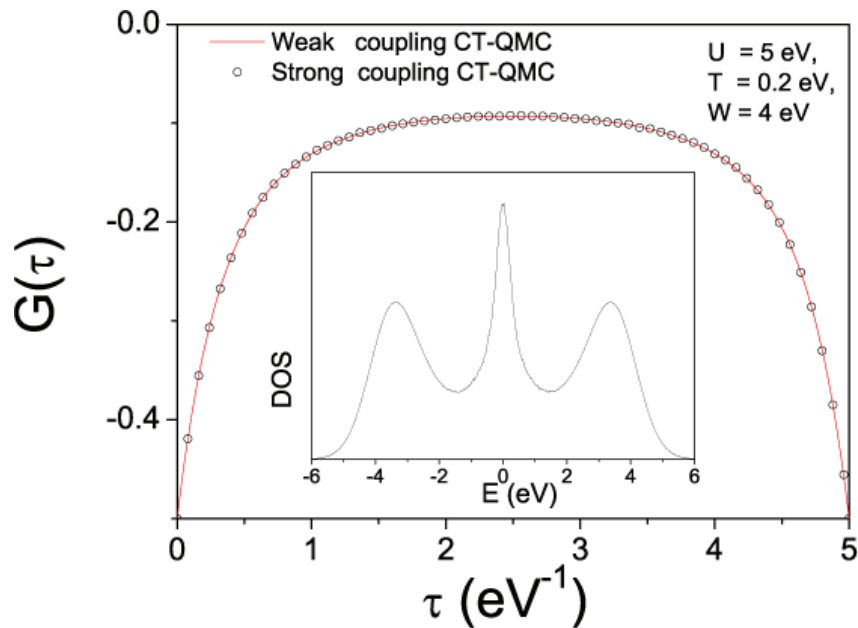 0.0
Weak coupling CT-QMC
Strong coupling CT-QMC
U = 5 eV,
T = 0.2 eV,
W = 4 eV
-0.2
G(τ)
DOS
-0.4
-6 -4 -2 0 2 4 6
E (eV)
0 1 2 3 4 5
τ (eV⁻¹)